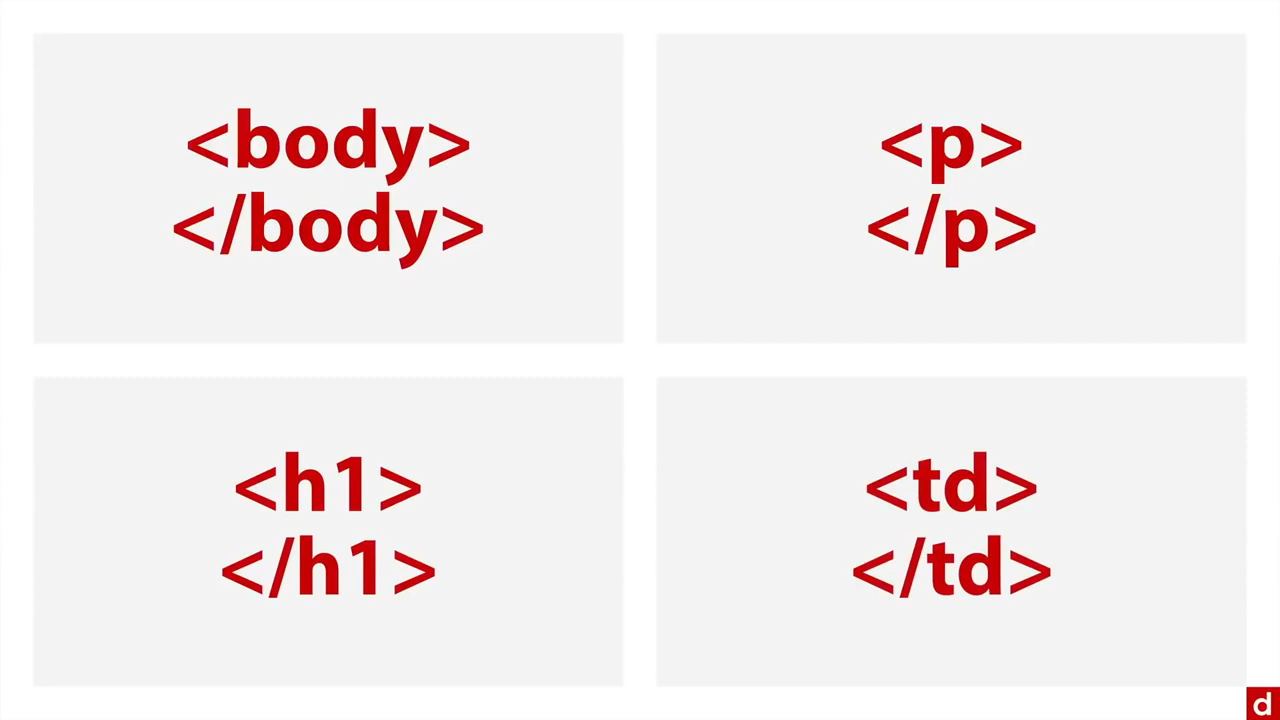 <body>
</body>
<p>
</p>
<h1>
</h1>
<td>
</td>
d